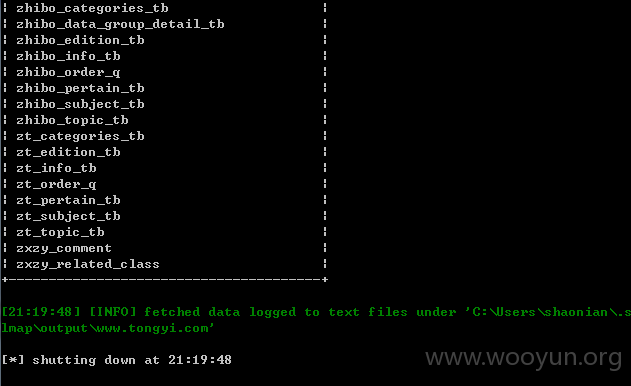 ¦ zhibo_categories_tb ¦
¦ zhibo_data_group_detail_tb ¦
¦ zhibo_edition_tb ¦
¦ zhibo_info_tb ¦
¦ zhibo_order_q ¦
¦ zhibo_pertain_tb ¦
¦ zhibo_subject_tb ¦
¦ zhibo_topic_tb ¦
¦ zt_categories_tb ¦
¦ zt_edition_tb ¦
¦ zt_info_tb ¦
¦ zt_order_q ¦
¦ zt_pertain_tb ¦
¦ zt_subject_tb ¦
¦ zt_topic_tb ¦
¦ zxzy_comment ¦
¦ zxzy_related_class ¦
+---------------------------------------+
[21:19:48] [INFO] fetched data logged to text files under 'C:\Users\shaonian\.s
lmap\output\www.tongyi.com'
[*] shutting down at 21:19:48
www.wooyun.org